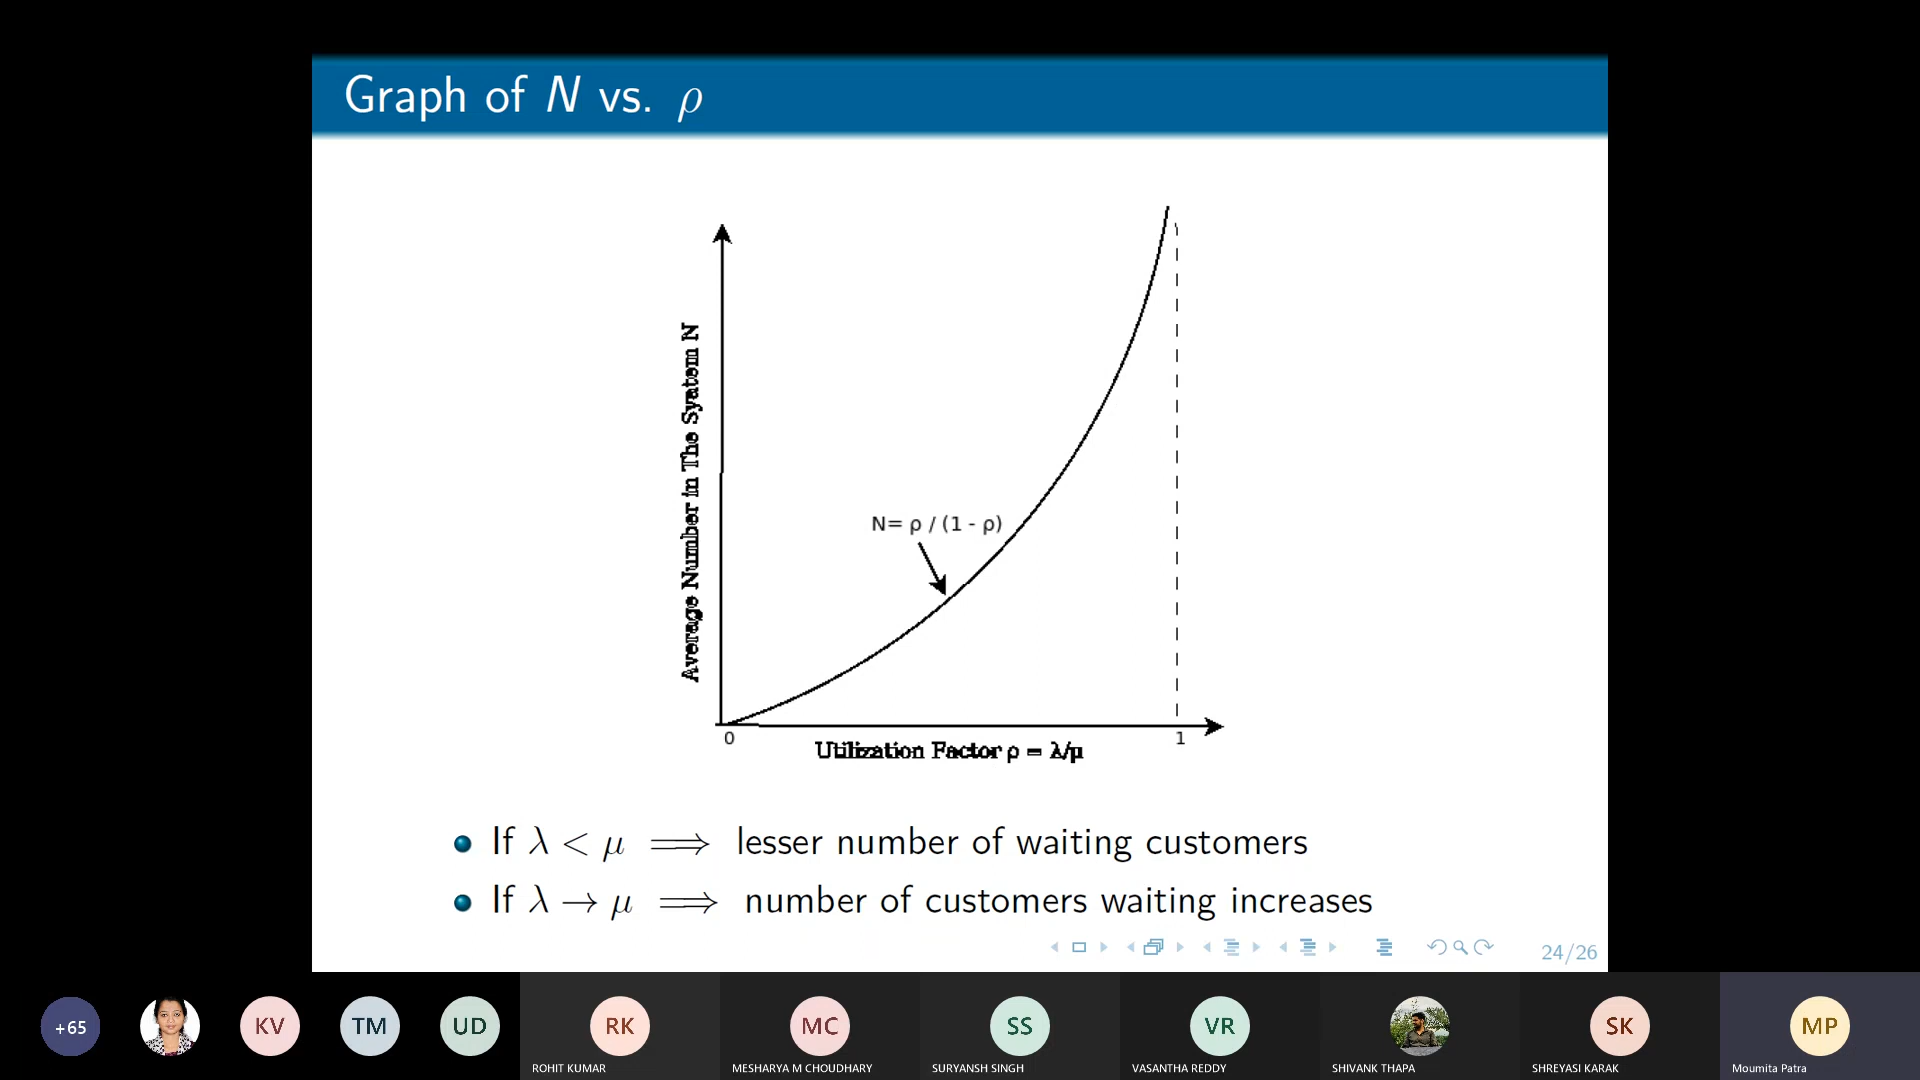 Graph of N vs. ρ
Average Number in The Syatem N
N= ρ / (1 - ρ)
0
1
Utilization Factor ρ = λ/μ
If λ < μ ⟹ lesser number of waiting customers
If λ → μ ⟹ number of customers waiting increases
24/26
+65
KV
TM
UD
RK
MC
SS
VR
SK
MP
ROHIT KUMAR
MESHARYA M CHOUDHARY
SURYANSH SINGH
VASANTHA REDDY
SHIVANK THAPA
SHREYASI KARAK
Moumita Patra